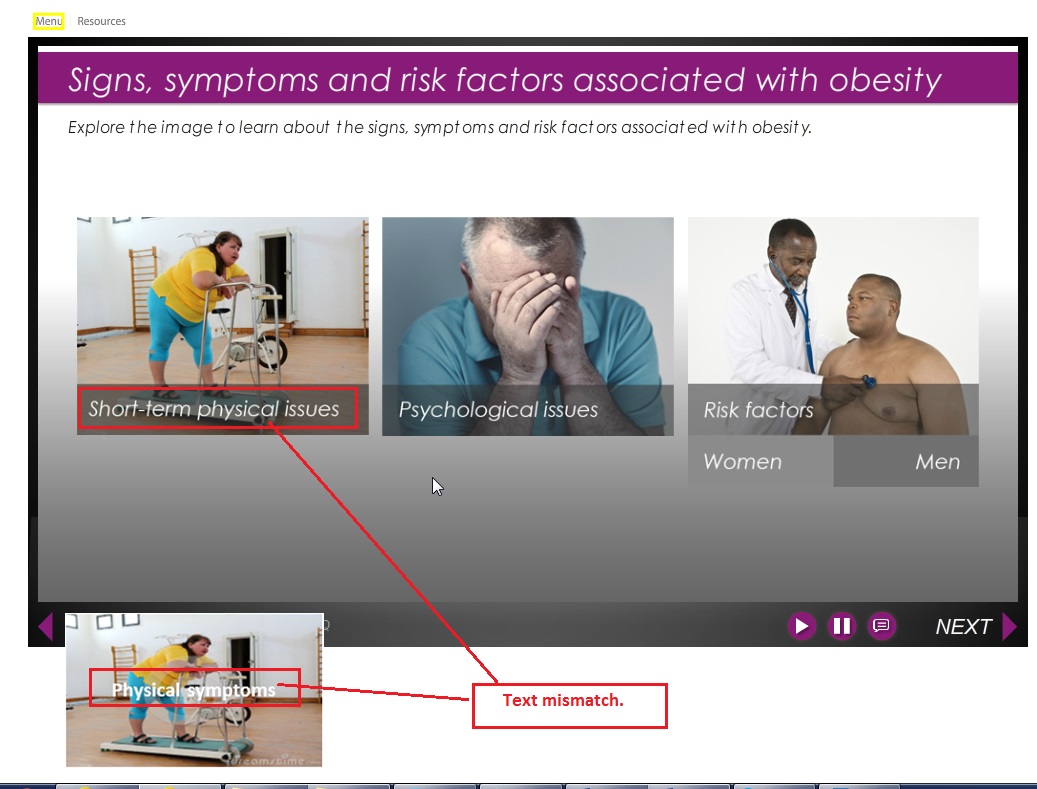 Menu Resources
Signs, symptoms and risk factors associated with obesity
Explore the image to learn about the signs, symptoms and risk factors associated with obesity.
Short-term physical issues
Psychological issues
Risk factors
Women Men
NEXT
Physical symptoms
Text mismatch.
dreamstime